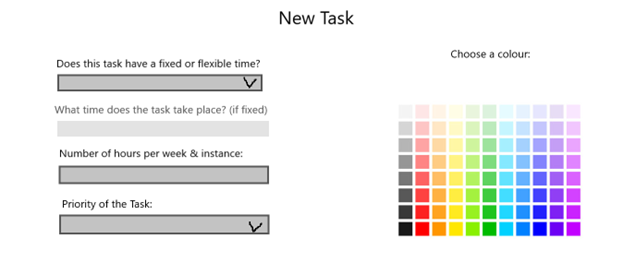 New Task
Does this task have a fixed or flexible time?
What time does the task take place? (if fixed)
Number of hours per week & instance:
Priority of the Task:
Choose a colour: